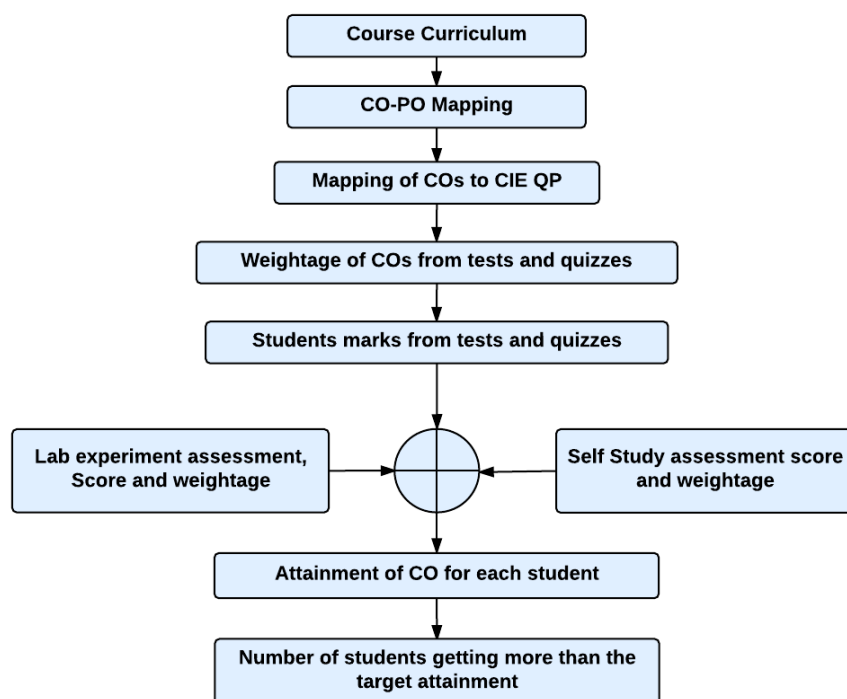 Course Curriculum
CO-PO Mapping
Mapping of COs to CIE QP
Weightage of COs from tests and quizzes
Students marks from tests and quizzes
Lab experiment assessment,
Score and weightage
Self Study assessment score
and weightage
Attainment of CO for each student
Number of students getting more than the
target attainment